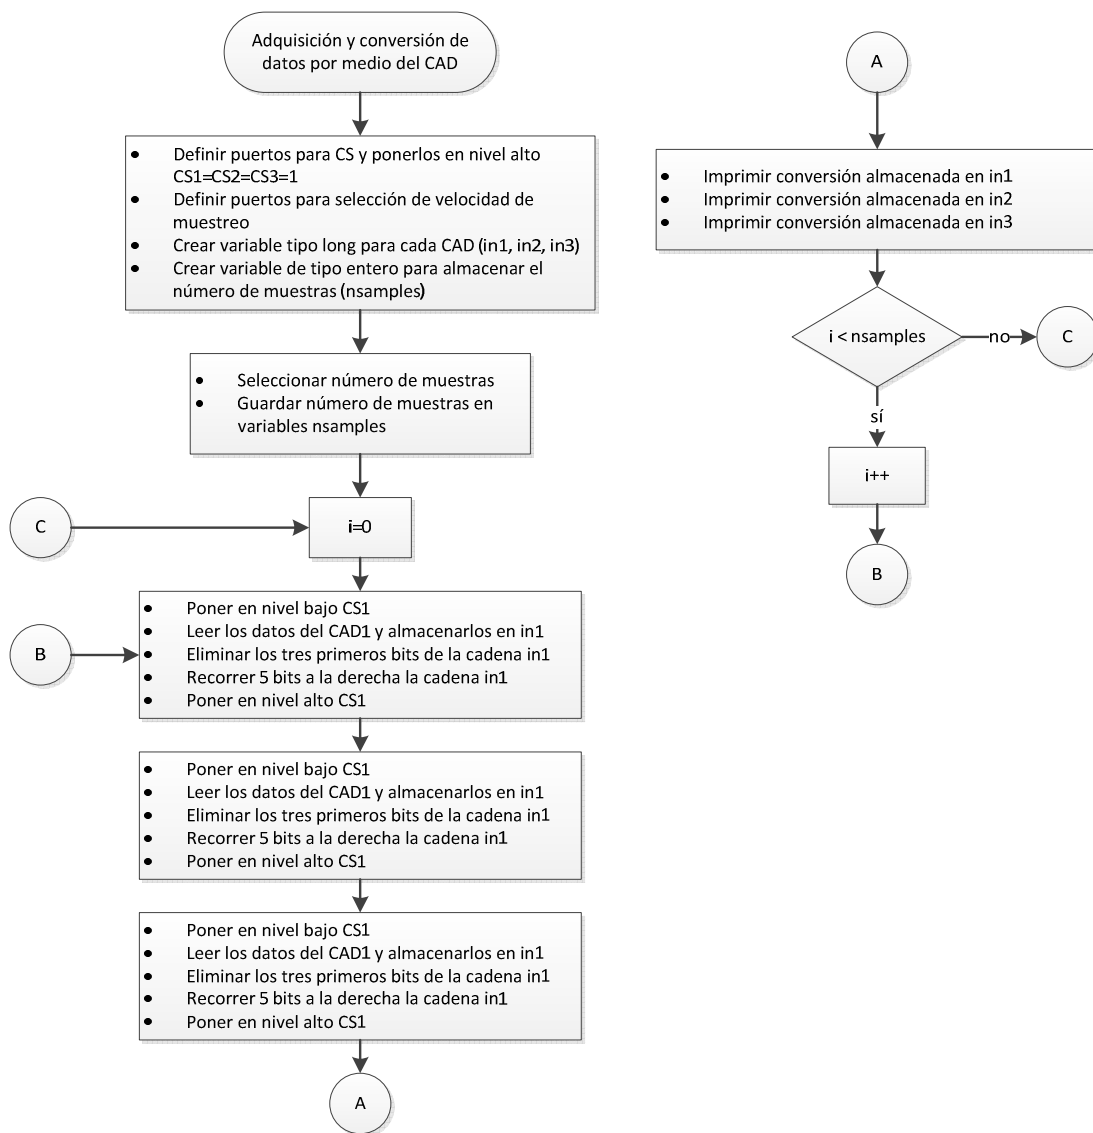 Adquisición y conversión de
datos por medio del CAD
• Definir puertos para CS y ponerlos en nivel alto
CS1=CS2=CS3=1
• Definir puertos para selección de velocidad de
muestreo
• Crear variable tipo long para cada CAD (in1, in2, in3)
• Crear variable de tipo entero para almacenar el
número de muestras (nsamples)
• Seleccionar número de muestras
• Guardar número de muestras en
variables nsamples
C
i=0
B
• Poner en nivel bajo CS1
• Leer los datos del CAD1 y almacenarlos en in1
• Eliminar los tres primeros bits de la cadena in1
• Recorrer 5 bits a la derecha la cadena in1
• Poner en nivel alto CS1
• Poner en nivel bajo CS1
• Leer los datos del CAD1 y almacenarlos en in1
• Eliminar los tres primeros bits de la cadena in1
• Recorrer 5 bits a la derecha la cadena in1
• Poner en nivel alto CS1
• Poner en nivel bajo CS1
• Leer los datos del CAD1 y almacenarlos en in1
• Eliminar los tres primeros bits de la cadena in1
• Recorrer 5 bits a la derecha la cadena in1
• Poner en nivel alto CS1
A
A
• Imprimir conversión almacenada en in1
• Imprimir conversión almacenada en in2
• Imprimir conversión almacenada en in3
i < nsamples
no
C
sí
i++
B